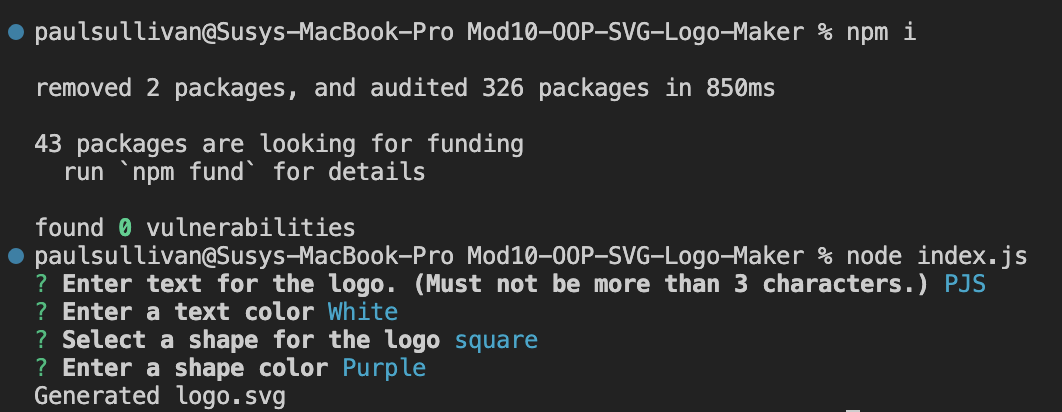 paulsullivan@Susys-MacBook-Pro Mod10-OOP-SVG-Logo-Maker % npm i
removed 2 packages, and audited 326 packages in 850ms
43 packages are looking for funding
  run `npm fund` for details
found 0 vulnerabilities
paulsullivan@Susys-MacBook-Pro Mod10-OOP-SVG-Logo-Maker % node index.js
? Enter text for the logo. (Must not be more than 3 characters.) PJS
? Enter a text color White
? Select a shape for the logo square
? Enter a shape color Purple
Generated logo.svg